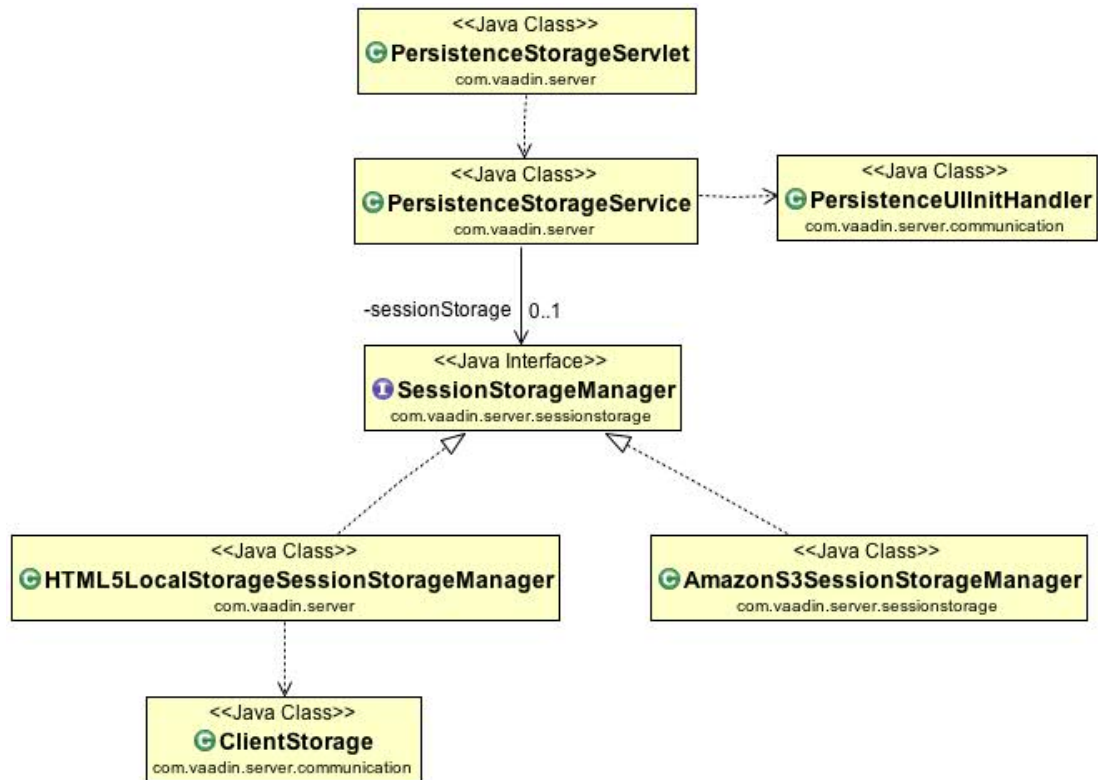 <<Java Class>>
PersistenceStorageServlet
com.vaadin.server
<<Java Class>>
PersistenceStorageService
com.vaadin.server
<<Java Class>>
PersistenceUIInitHandler
com.vaadin.server.communication
-sessionStorage 0..1
<<Java Interface>>
SessionStorageManager
com.vaadin.server.sessionstorage
<<Java Class>>
HTML5LocalStorageSessionStorageManager
com.vaadin.server
<<Java Class>>
AmazonS3SessionStorageManager
com.vaadin.server.sessionstorage
<<Java Class>>
ClientStorage
com.vaadin.server.communication